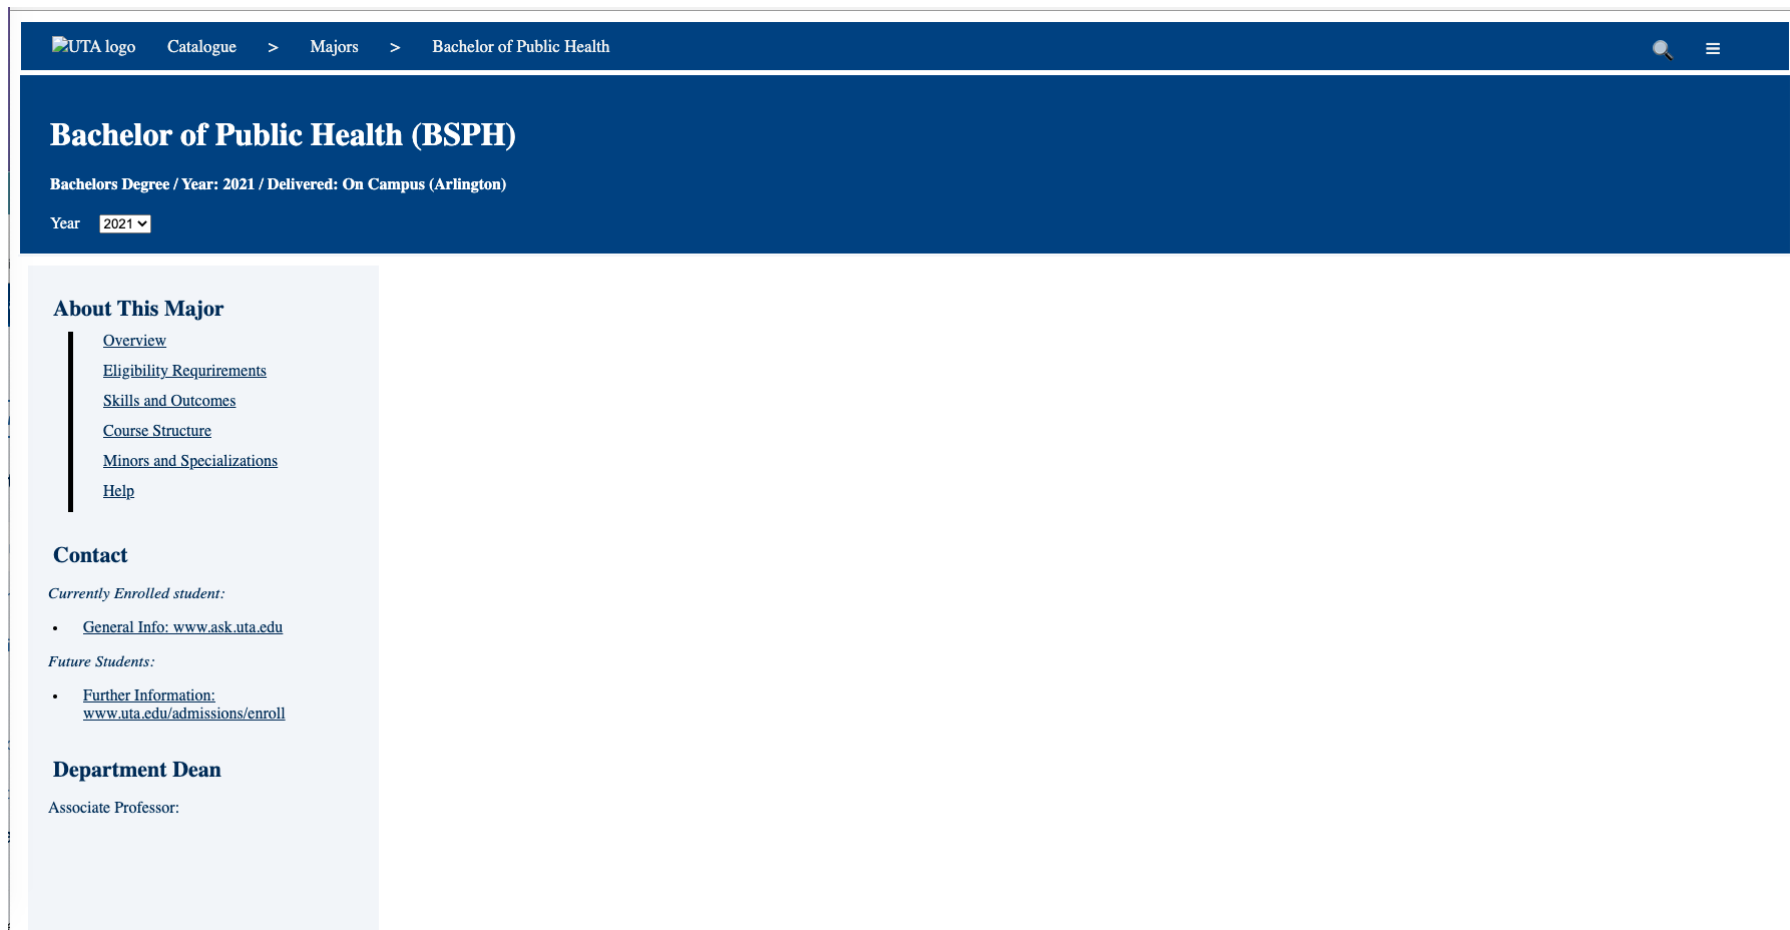 UTA logo Catalogue > Majors > Bachelor of Public Health
Bachelor of Public Health (BSPH)
Bachelors Degree / Year: 2021 / Delivered: On Campus (Arlington)
Year 2021
About This Major
Overview
Eligibility Requrirements
Skills and Outcomes
Course Structure
Minors and Specializations
Help
Contact
Currently Enrolled student:
General Info: www.ask.uta.edu
Future Students:
Further Information:
www.uta.edu/admissions/enroll
Department Dean
Associate Professor: